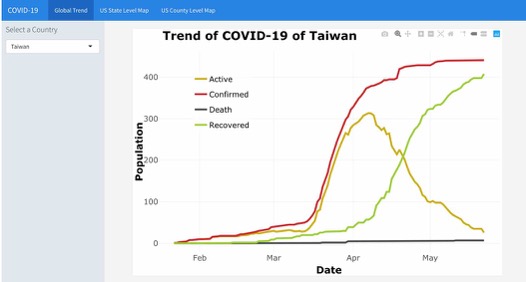 COVID-19 Global Trend US State Level Map US County Level Map
Select a Country
Taiwan
Trend of COVID-19 of Taiwan
Active
Confirmed
Death
Recovered
Population
400
300
200
100
0
Feb Mar Apr May
Date